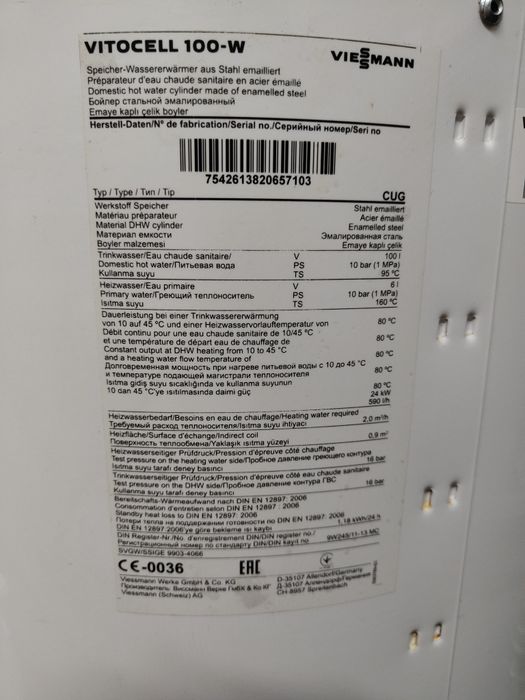 VITOCELL 100-W
VIESSMANN
Speicher-Wassererwärmer aus Stahl emailliert
Préparateur d'eau chaude sanitaire en acier émaillé
Domestic hot water cylinder made of enamelled steel
Бойлер стальной эмалированный
Emaye kaplı çelik boyler
Herstell-Daten/N° de fabrication/Serial no./Серийный номер/Seri no
7542613820657103
Typ / Type / Тип / Tip CUG
Werkstoff Speicher Stahl emailliert
Matériau préparateur Acier émaillé
Material DHW cylinder Enamelled steel
Материал емкости Эмалированная сталь
Boyler malzemesi Emaye kaplı çelik
Trinkwasser/Eau chaude sanitaire/ V 100 l
Domestic hot water/Питьевая вода PS 10 bar (1 MPa)
Kullanma suyu TS 95 °C
Heizwasser/Eau primaire V 6 l
Primary water/Греющий теплоноситель PS 10 bar (1 MPa)
Isıtma suyu TS 160 °C
Dauerleistung bei einer Trinkwassererwärmung
von 10 auf 45 °C und einer Heizwasservorlauftemperatur von 80 °C
Débit continu pour une eau chaude sanitaire de 10/45 °C
et une température de départ eau de chauffage de 80 °C
Constant output at DHW heating from 10 to 45 °C
and a heating water flow temperature of 80 °C
Долговременная мощность при нагреве питьевой воды с 10 до 45 °C
и температуре подающей магистрали теплоносителя 80 °C
Isıtma gidiş suyu sıcaklığında ve kullanma suyunun 80 °C
10 dan 45 °C'ye ısıtılmasında daimi güç 24 kW
590 l/h
Heizwasserbedarf/Besoins en eau de chauffage/Heating water required
Требуемый расход теплоносителя/Isıtma suyu ihtiyacı 2,0 m³/h
Heizfläche/Surface d'échange/Indirect coil
Поверхность теплообмена/Yaklaşık ısıtma yüzeyi 0,9 m²
Heizwasserseitiger Prüfdruck/Pression d'épreuve côté chauffage
Test pressure on the heating water side/Пробное давление греющего контура
Isıtma suyu tarafı deney basıncı 16 bar
Trinkwasserseitiger Prüfdruck/Pression d'épreuve côté eau chaude sanitaire
Test pressure on the DHW side/Пробное давление контура ГВС
Kullanma suyu tarafı deney basıncı 16 bar
Bereitschafts-Wärmeaufwand nach DIN EN 12897: 2006
Consommation d'entretien selon DIN EN 12897: 2006
Standby heat loss to DIN EN 12897: 2006
Потери тепла на поддержании готовности по DIN EN 12897: 2006
DIN EN 12897: 2006'ye göre bekleme ısı kaybı 1,18 kWh/24 h
DIN Register-Nr./No d'enregistrement DIN/DIN register no./
Регистрационный номер по стандарту DIN/DIN kayıt no. 9W245/11-13 MC
SVGW/SSIGE 9903-4066
CE-0036
EAC
Viessmann Werke GmbH & Co. KG D-35107 Allendorf/Germany
Производитель: Виссманн Верке ГмбХ & Ко КГ Д-35107
Viessmann (Schweiz) AG CH-8957 Spreitenbach